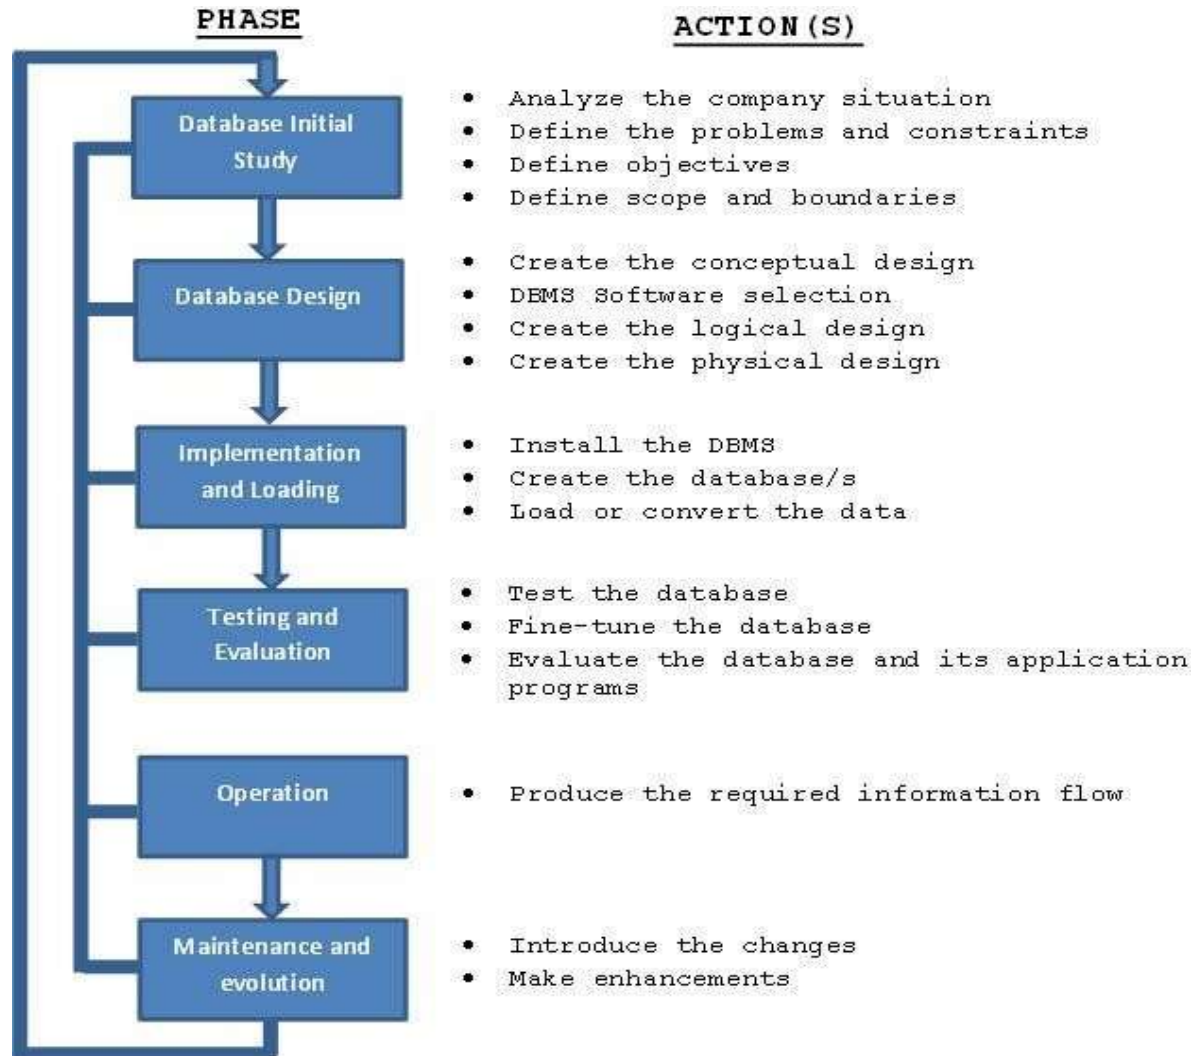 PHASE
ACTION(S)
Database Initial
Study
• Analyze the company situation
• Define the problems and constraints
• Define objectives
• Define scope and boundaries
Database Design
• Create the conceptual design
• DBMS Software selection
• Create the logical design
• Create the physical design
Implementation
and Loading
• Install the DBMS
• Create the database/s
• Load or convert the data
Testing and
Evaluation
• Test the database
• Fine-tune the database
• Evaluate the database and its application
programs
Operation
• Produce the required information flow
Maintenance and
evolution
• Introduce the changes
• Make enhancements